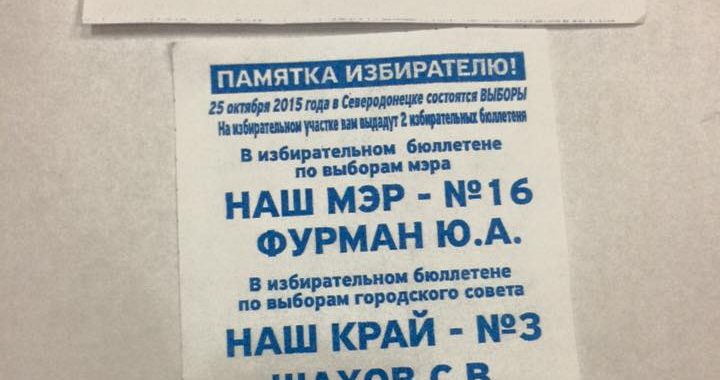 ПАМЯТКА ИЗБИРАТЕЛЮ!
25 октября 2015 года в Северодонецке состоятся ВЫБОРЫ
На избирательном участке вам выдадут 2 избирательных бюллетеня
В избирательном бюллетене
по выборам мэра
НАШ МЭР - №16
ФУРМАН Ю.А.
В избирательном бюллетене
по выборам городского совета
НАШ КРАЙ - №3
ШАХОВ С.В.